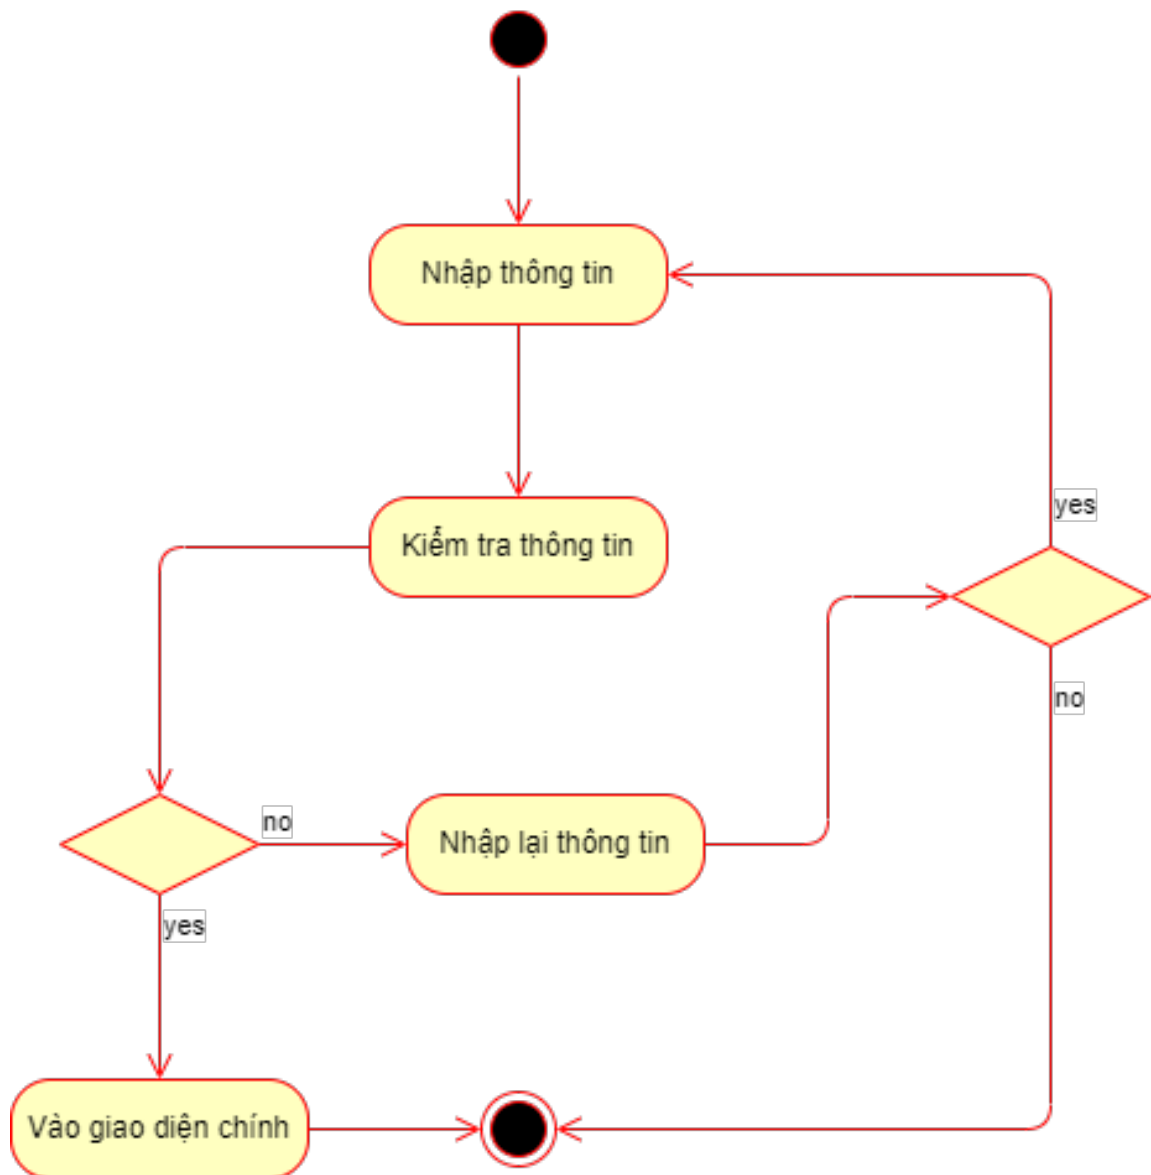 Nhập thông tin
yes
Kiểm tra thông tin
no
no
Nhập lại thông tin
yes
Vào giao diện chính